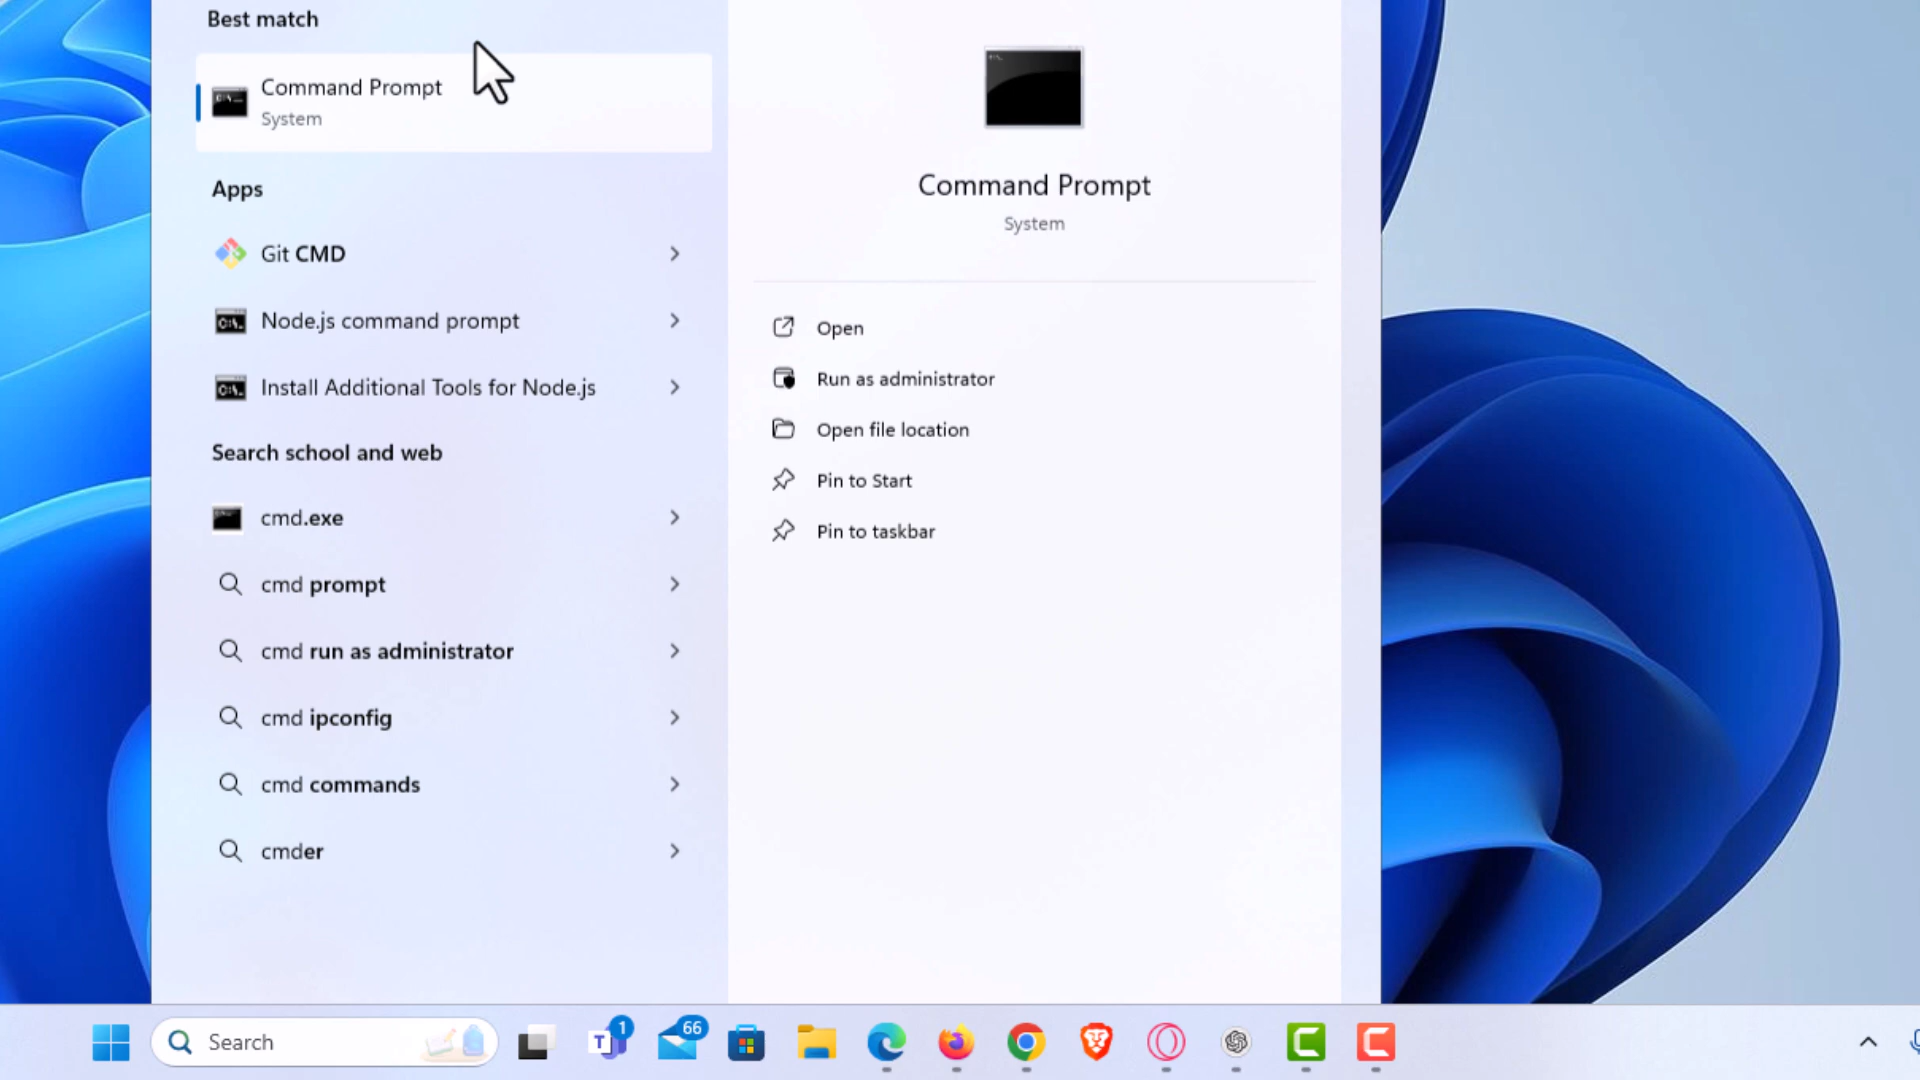 Best match
Command Prompt
System
Apps
Git CMD
Node.js command prompt
Install Additional Tools for Node.js
Search school and web
cmd.exe
cmd prompt
cmd run as administrator
cmd ipconfig
cmd commands
cmder
Command Prompt
System
Open
Run as administrator
Open file location
Pin to Start
Pin to taskbar
Search
T
1
66